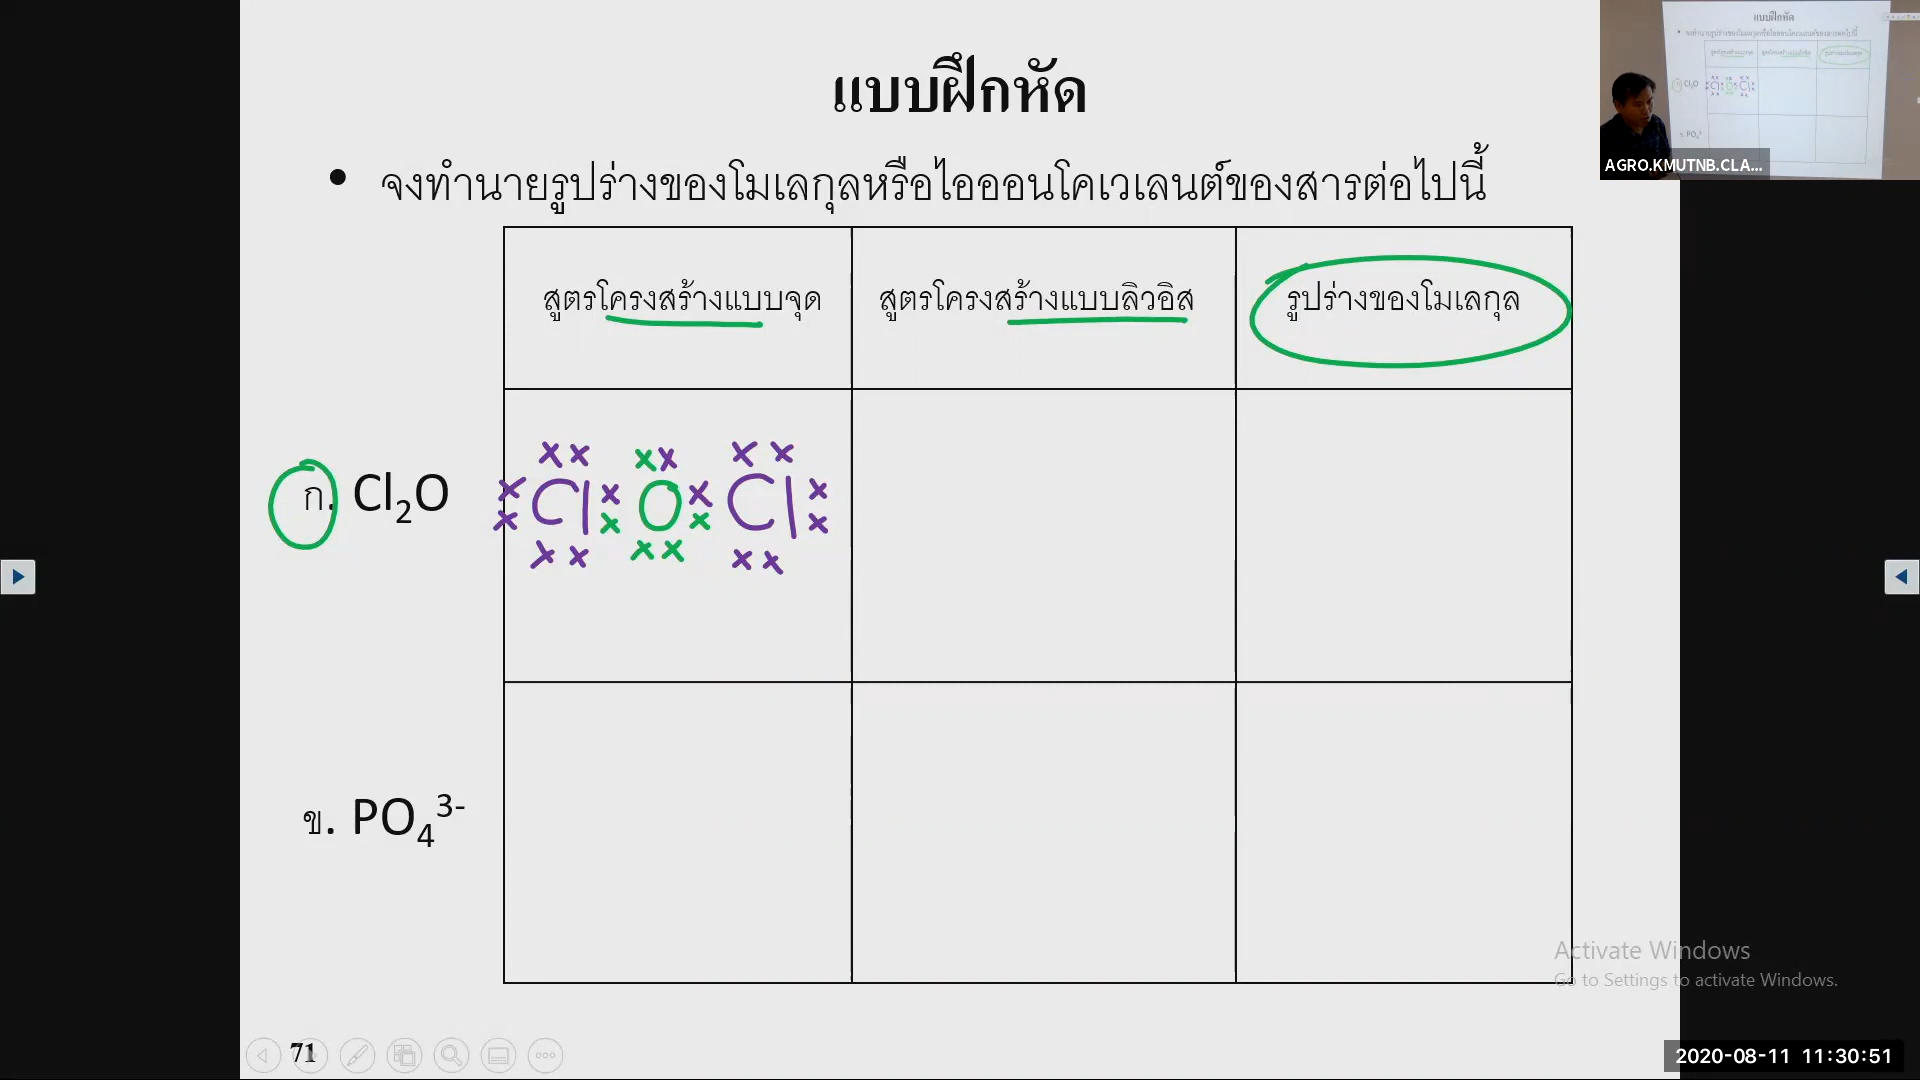 แบบฝึกหัด
• จงทำนายรูปร่างของโมเลกุลหรือไอออนโคเวเลนต์ของสารต่อไปนี้
สูตรโครงสร้างแบบจุด
สูตรโครงสร้างแบบลิวอิส
รูปร่างของโมเลกุล
ก. Cl₂O
Cl O Cl
ข. PO₄³⁻
71
AGRO.KMUTNB.CLA...
Activate Windows
Go to Settings to activate Windows.
2020-08-11 11:30:51